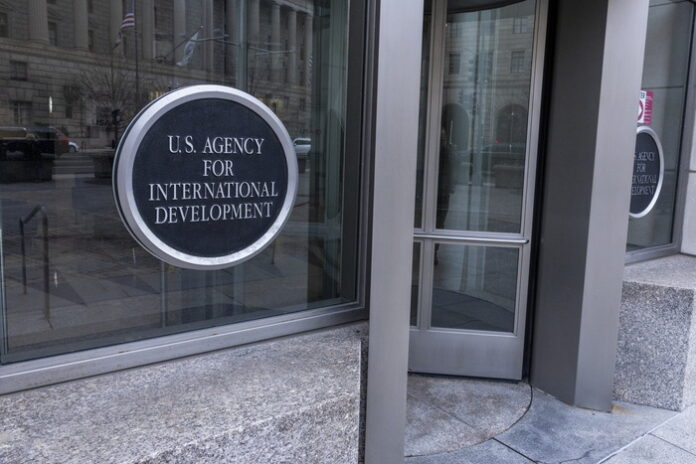 U.S. AGENCY
FOR
INTERNATIONAL
DEVELOPMENT